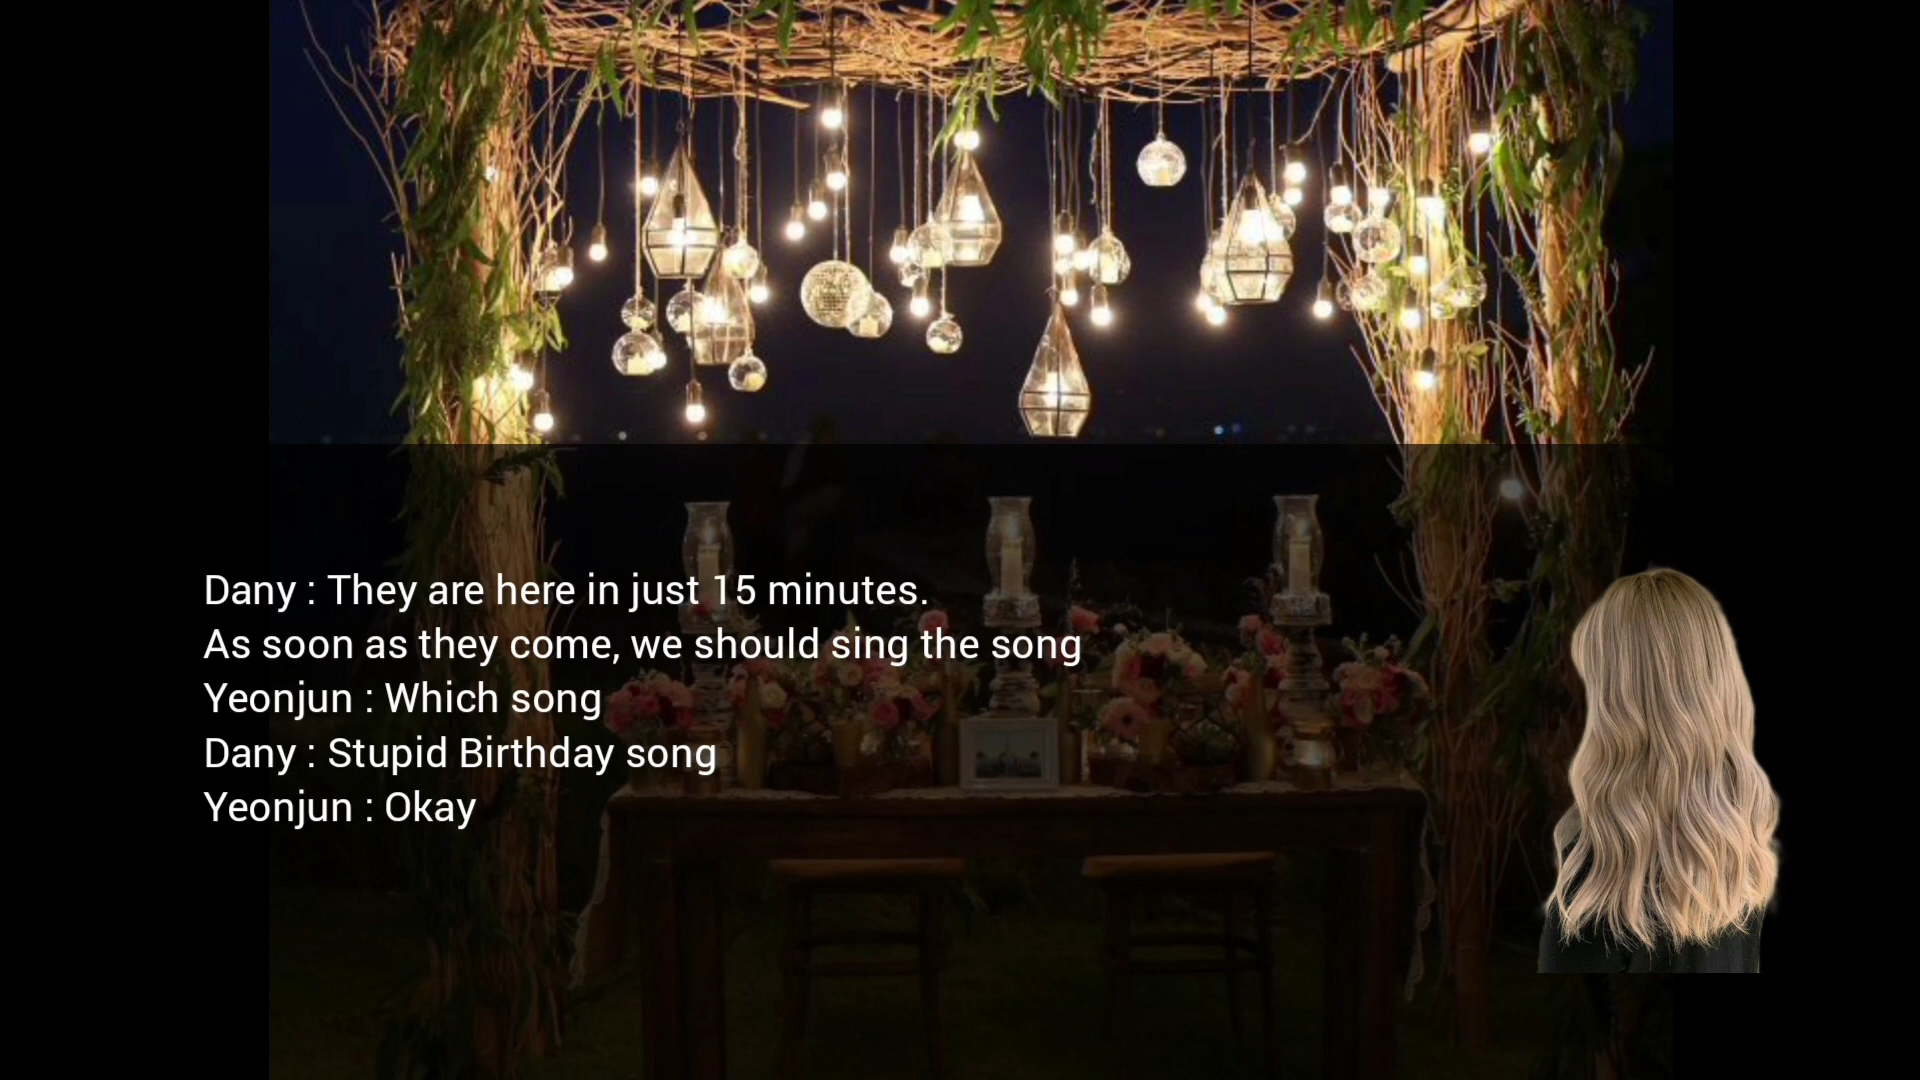 Dany : They are here in just 15 minutes.
As soon as they come, we should sing the song
Yeonjun : Which song
Dany : Stupid Birthday song
Yeonjun : Okay